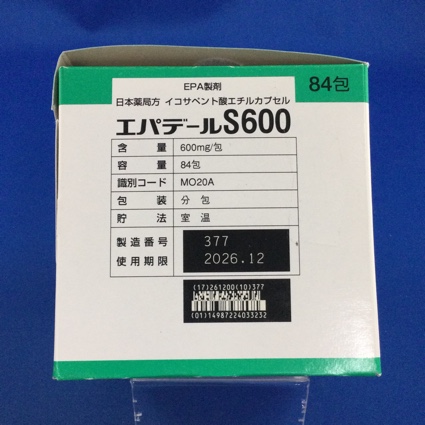 EPA製剤
84包
日本薬局方 イコサペント酸エチルカプセル
エパデールS600
含 量 600mg/包
容 量 84包
識別コード MO20A
包 装 分 包
貯 法 室 温
製造番号 377
使用期限 2026.12
(17)261200(10)377
(01)14987224033232